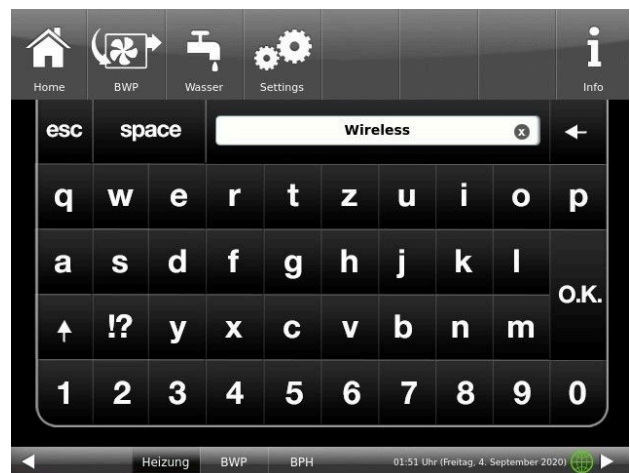 Home BWP Wasser Settings Info
esc space Wireless x
q w e r t z u i o p
a s d f g h j k l
O.K.
!? y x c v b n m
1 2 3 4 5 6 7 8 9 0
Heizung BWP BPH 01:51 Uhr (Freitag, 4. September 2020)